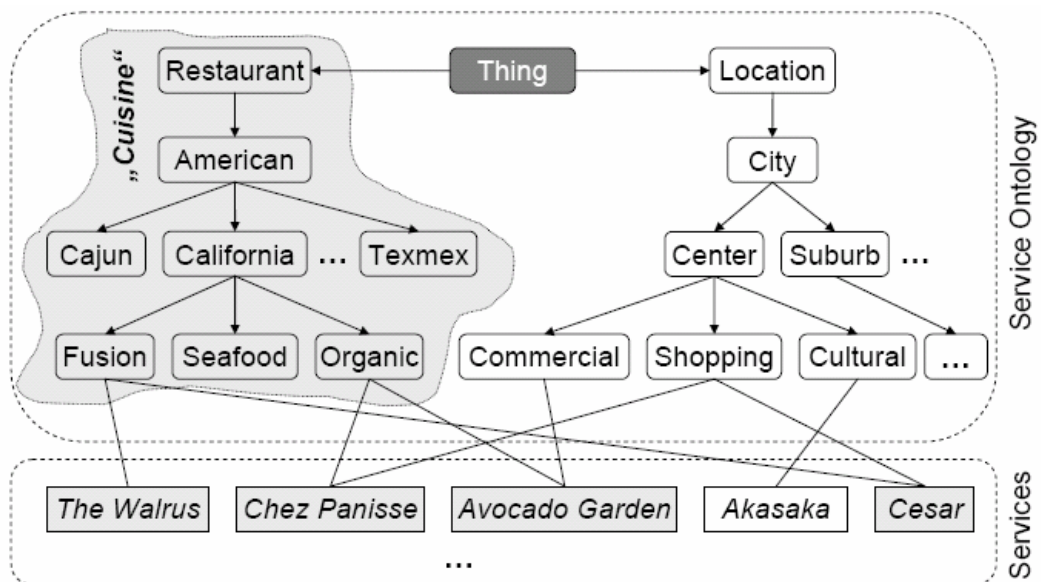 Restaurant
Thing
Location
„Cuisine“
American
City
Cajun
California
...
Texmex
Center
Suburb
...
Fusion
Seafood
Organic
Commercial
Shopping
Cultural
...
Service Ontology
The Walrus
Chez Panisse
Avocado Garden
Akasaka
Cesar
...
Services